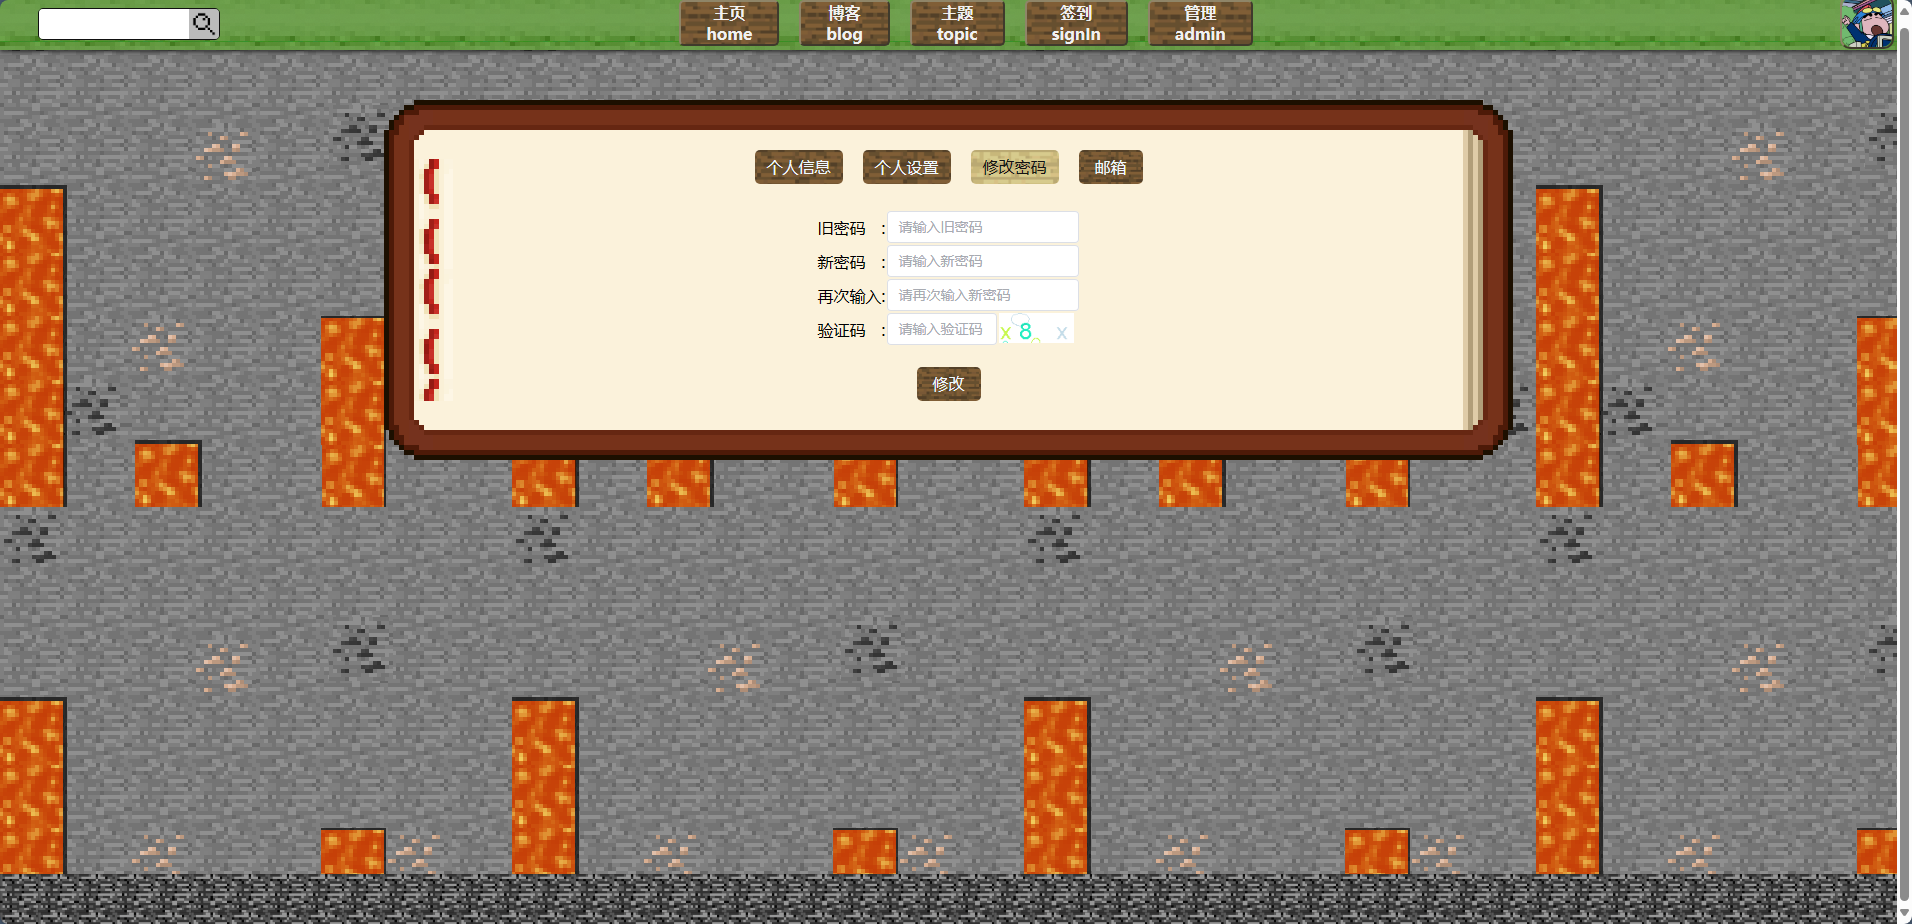 主页
home
博客
blog
主题
topic
签到
signIn
管理
admin
个人信息
个人设置
修改密码
邮箱
旧密码 : 请输入旧密码
新密码 : 请输入新密码
再次输入: 请再次输入新密码
验证码 : 请输入验证码 x 8 x
修改